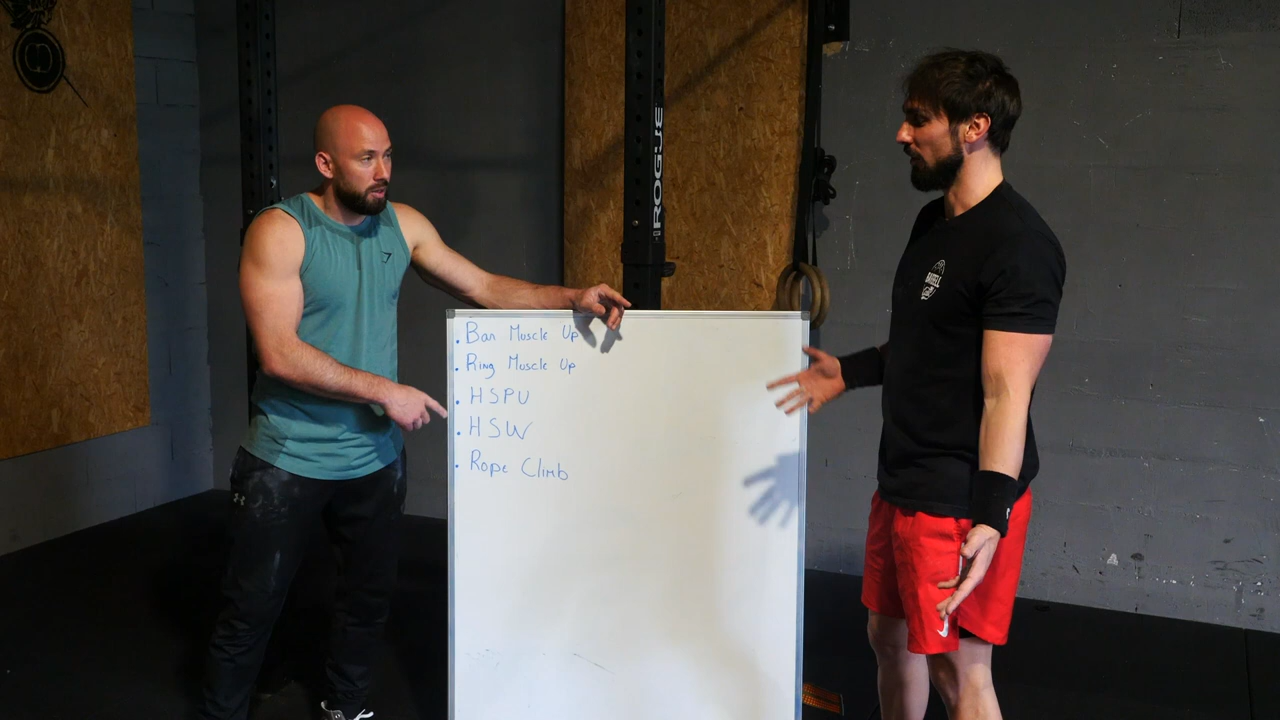 ROGUE
. Bar Muscle Up
. Ring Muscle Up
. HSPU
. HSW
. Rope Climb